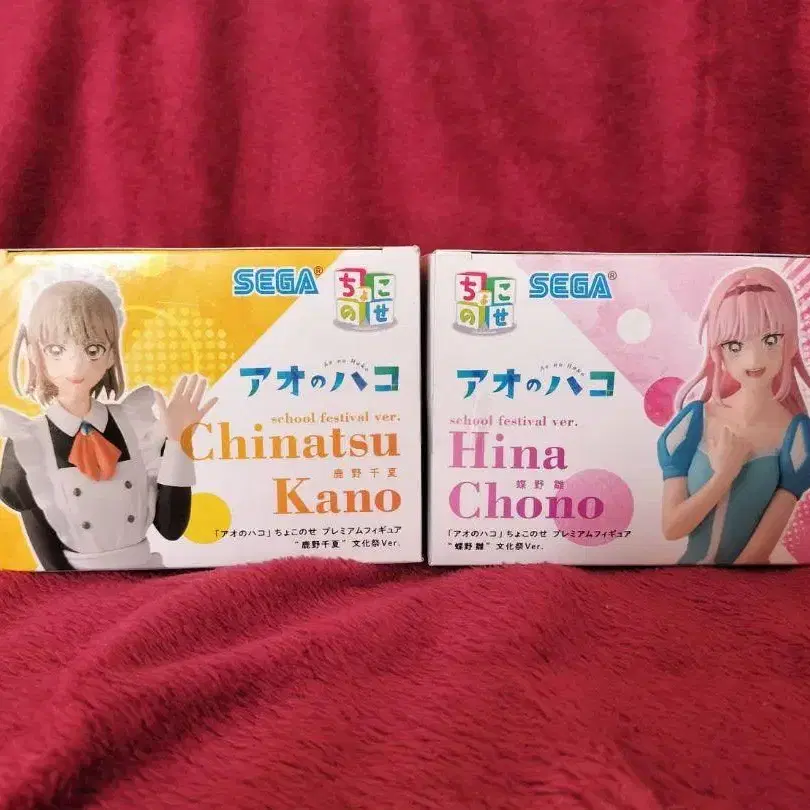 SEGA®
ちょこのせ
Ao no Hako
アオのハコ
school festival ver.
Chinatsu
鹿野千夏
Kano
「アオのハコ」ちょこのせ プレミアムフィギュア
"鹿野千夏" 文化祭Ver.
ちょこのせ
SEGA®
Ao no Hako
アオのハコ
school festival ver.
Hina
蝶野雛
Chono
「アオのハコ」ちょこのせ プレミアムフィギュア
"蝶野 雛" 文化祭Ver.